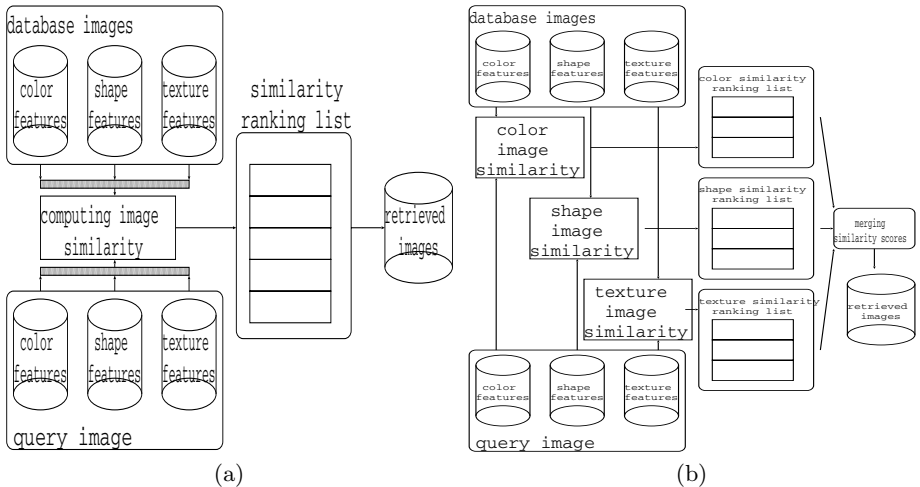 database images
color
features
shape
features
texture
features
computing image
similarity
color
features
shape
features
texture
features
query image
similarity
ranking list
retrieved
images
(a)
database images
color
features
shape
features
texture
features
color
image
similarity
shape
image
similarity
texture
image
similarity
color
features
shape
features
texture
features
query image
color similarity
ranking list
shape similarity
ranking list
texture similarity
ranking list
merging
similarity scores
retrieved
images
(b)